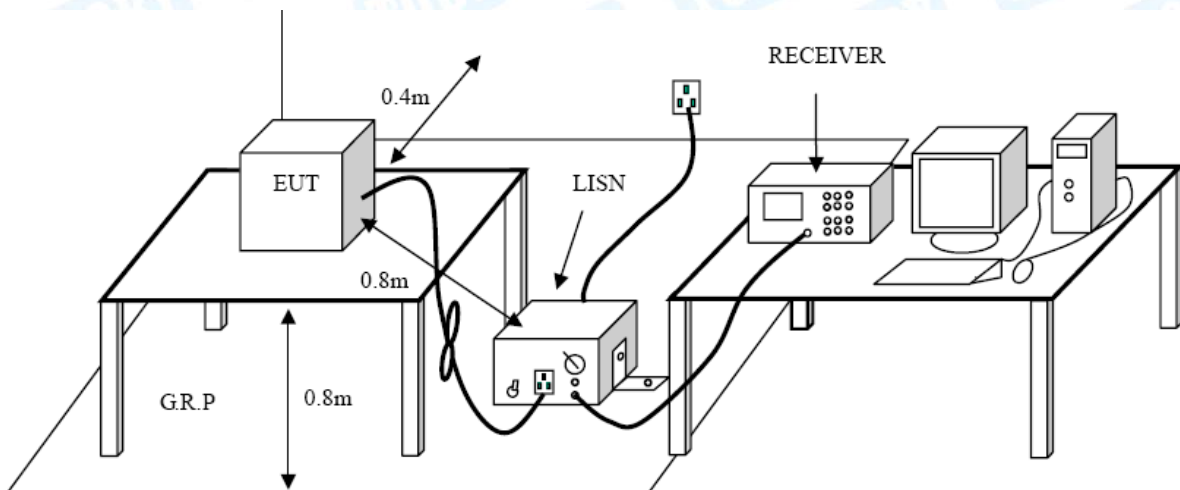 RECEIVER
0.4m
EUT
LISN
0.8m
G.R.P
0.8m